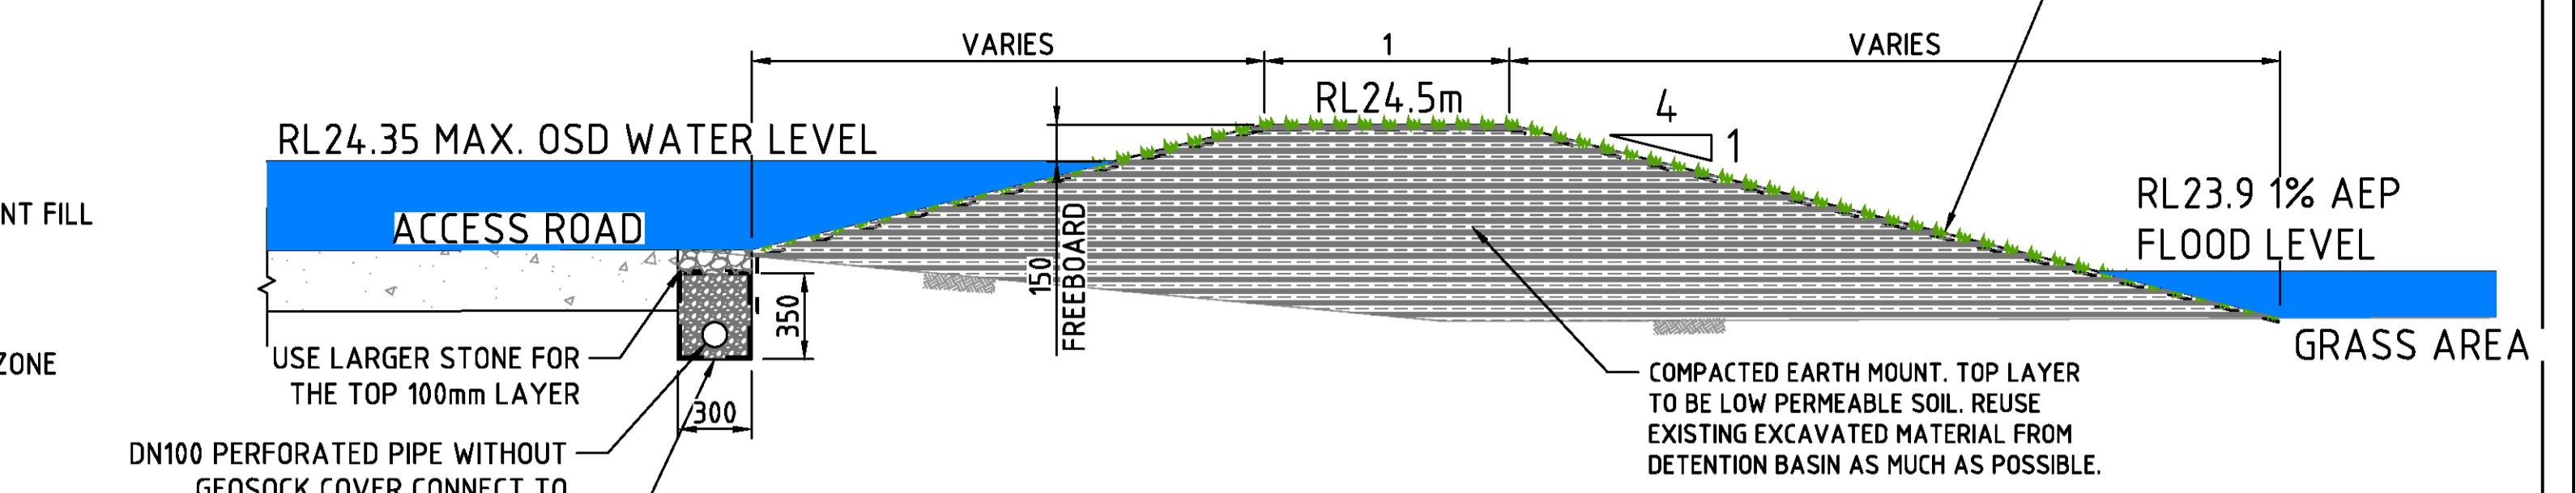 VARIES
1
VARIES
RL24.5m
4
1
RL24.35 MAX. OSD WATER LEVEL
RL23.9 1% AEP
FLOOD LEVEL
NT FILL
ACCESS ROAD
150
FREEBOARD
350
GRASS AREA
ZONE
USE LARGER STONE FOR
THE TOP 100mm LAYER
300
COMPACTED EARTH MOUNT. TOP LAYER
TO BE LOW PERMEABLE SOIL. REUSE
EXISTING EXCAVATED MATERIAL FROM
DETENTION BASIN AS MUCH AS POSSIBLE.
DN100 PERFORATED PIPE WITHOUT
GEOSOCK COVER CONNECT TO